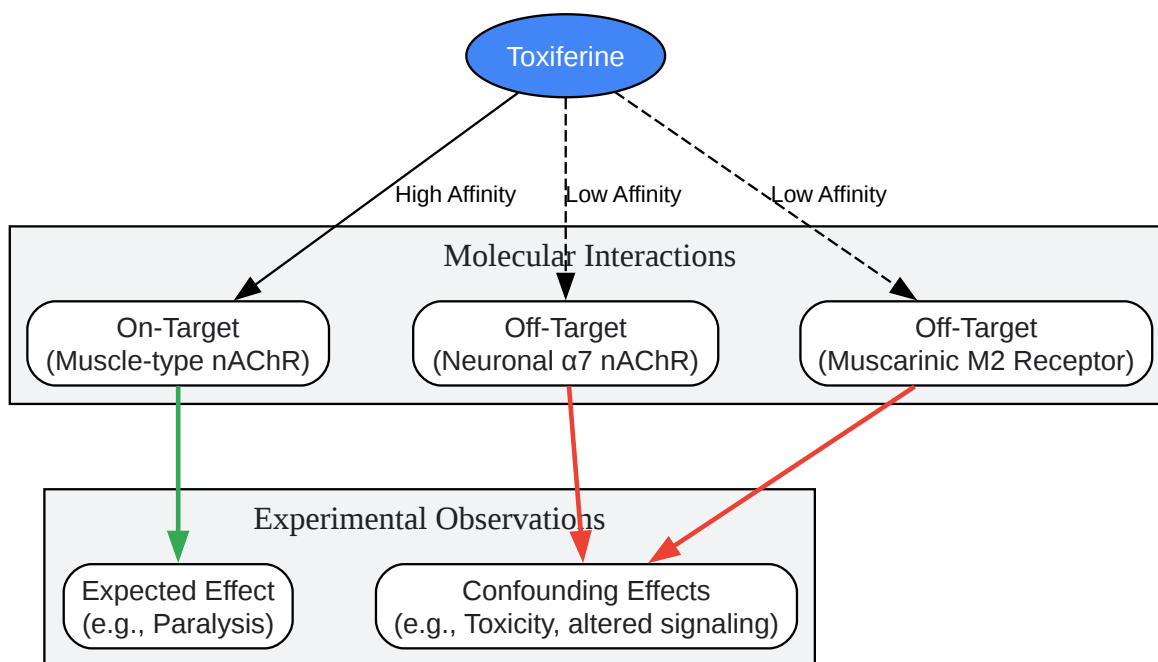 Toxiferine
High Affinity
Low Affinity
Low Affinity
Molecular Interactions
On-Target
(Muscle-type nAChR)
Off-Target
(Neuronal α7 nAChR)
Off-Target
(Muscarinic M2 Receptor)
Experimental Observations
Expected Effect
(e.g., Paralysis)
Confounding Effects
(e.g., Toxicity, altered signaling)